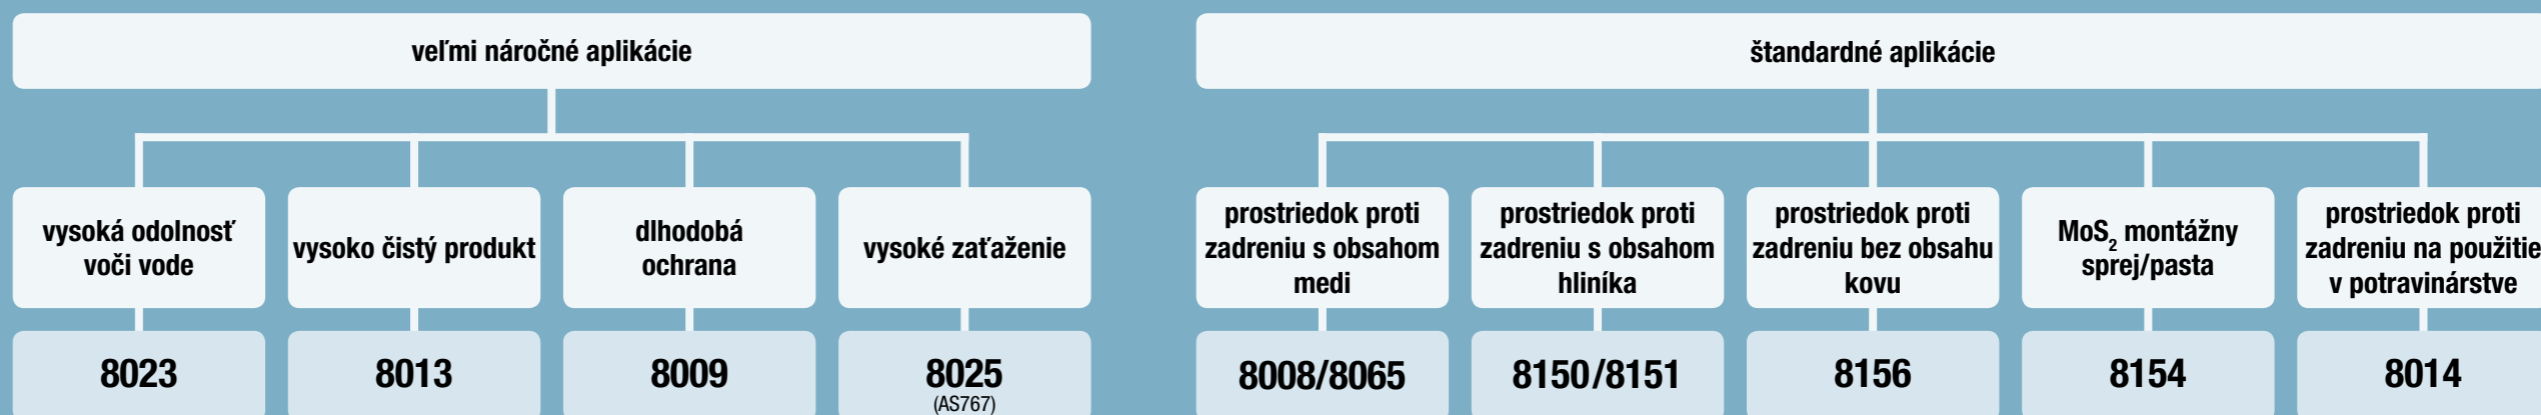 veľmi náročné aplikácie
štandardné aplikácie
vysoká odolnosť
voči vode
vysoko čistý produkt
dlhodobá
ochrana
vysoké zaťaženie
prostriedok proti
zadreniu s obsahom
medi
prostriedok proti
zadreniu s obsahom
hliníka
prostriedok proti
zadreniu bez obsahu
kovu
MoS₂ montážny
sprej/pasta
prostriedok proti
zadreniu na použitie
v potravinárstve
8023
8013
8009
8025
(AS767)
8008/8065
8150/8151
8156
8154
8014